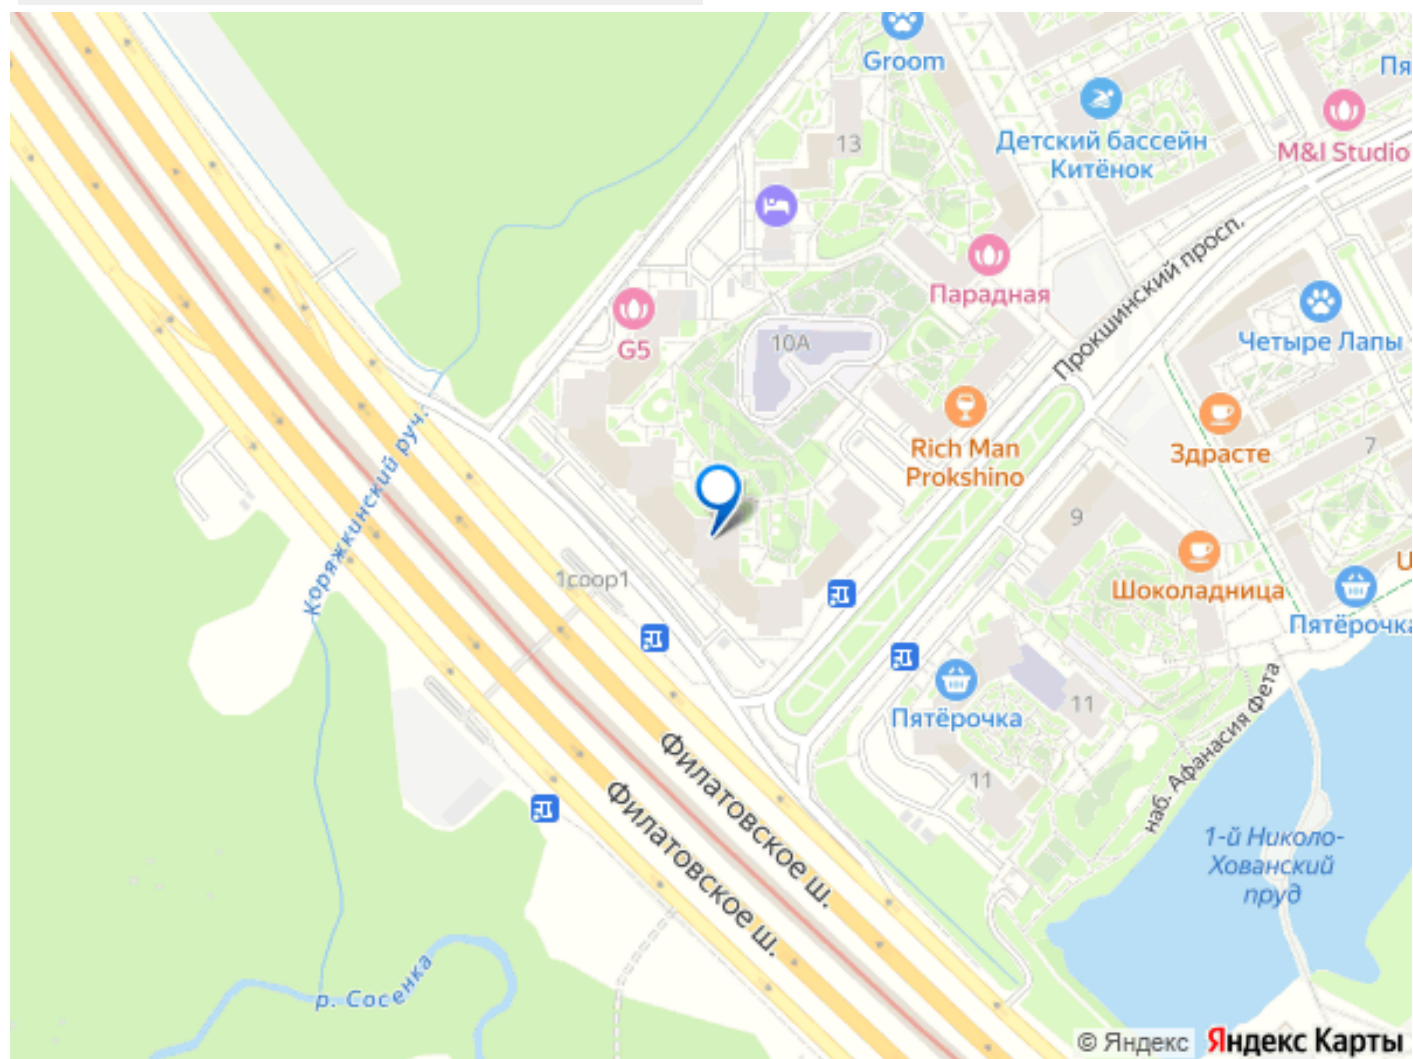 Groom
Пя
13
Детский бассейн
Китёнок
M&I Studio
Прокшинский просп.
Парадная
G5
10А
Четыре Лапы
Rich Man
Prokshino
Здрасте
7
Коряжкинский руч.
9
1соор1
Шоколадница
U
Пятёрочка
Пятёрочка
11
11
наб. Афанасия Фета
Филатовское ш.
Филатовское ш.
1-й Николо-
Хованский
пруд
р. Сосенка
© Яндекс Яндекс Карты